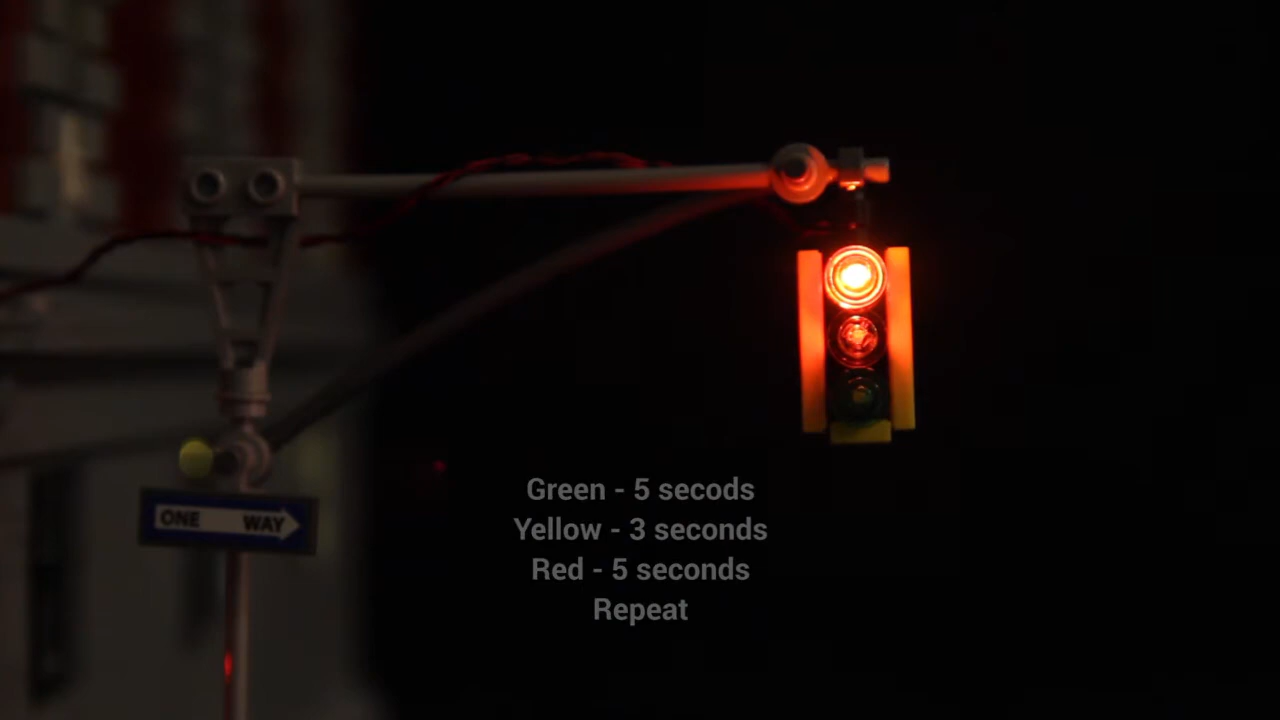 ONE WAY
Green - 5 secods
Yellow - 3 seconds
Red - 5 seconds
Repeat